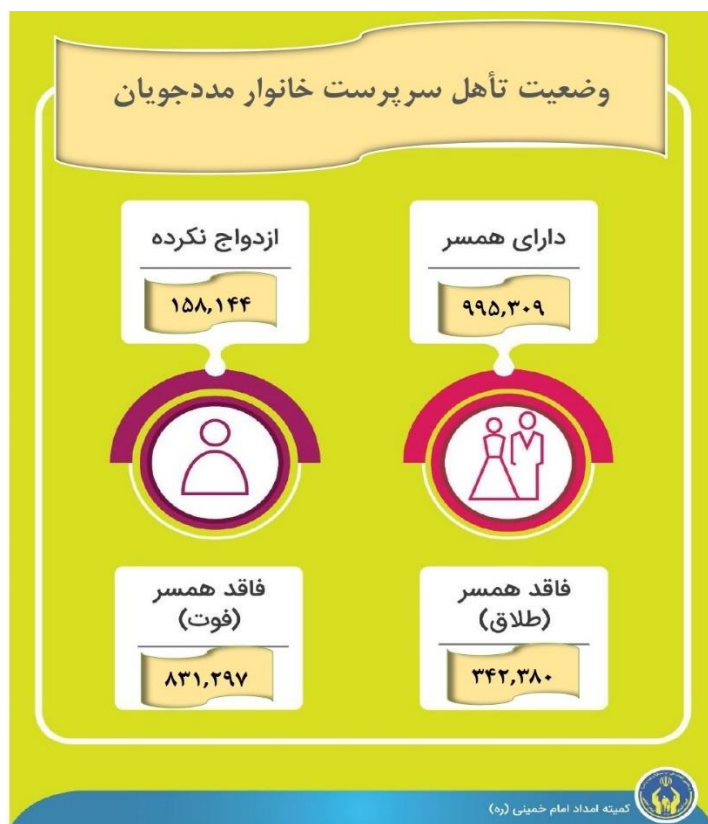 وضعیت تأهل سرپرست خانوار مددجویان
دارای همسر
۹۹۵,۳۰۹
ازدواج نکرده
۱۵۸,۱۴۴
فاقد همسر
(طلاق)
۳۴۲,۳۸۰
فاقد همسر
(فوت)
۸۳۱,۲۹۷
کمیته امداد امام خمینی (ره)